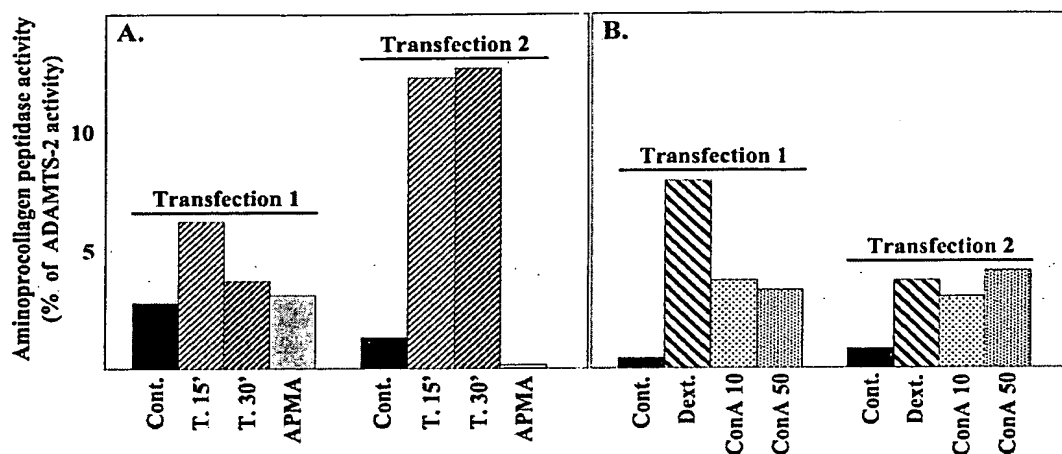 Aminoprocollagen peptidase activity
(% of ADAMTS-2 activity)
10
5
A.
Transfection 1
Transfection 2
Cont.
T. 15'
T. 30'
APMA
Cont.
T. 15'
T. 30'
APMA
B.
Transfection 1
Transfection 2
Cont.
Dext.
ConA 10
ConA 50
Cont.
Dext.
ConA 10
ConA 50